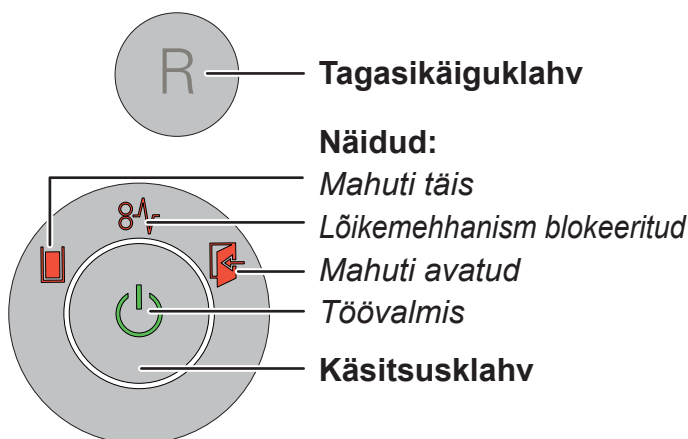 R
Tagasikäiguklahv
Näidud:
Mahuti täis
Lõikemehhanism blokeeritud
Mahuti avatud
Töövalmis
Käsitsusklahv